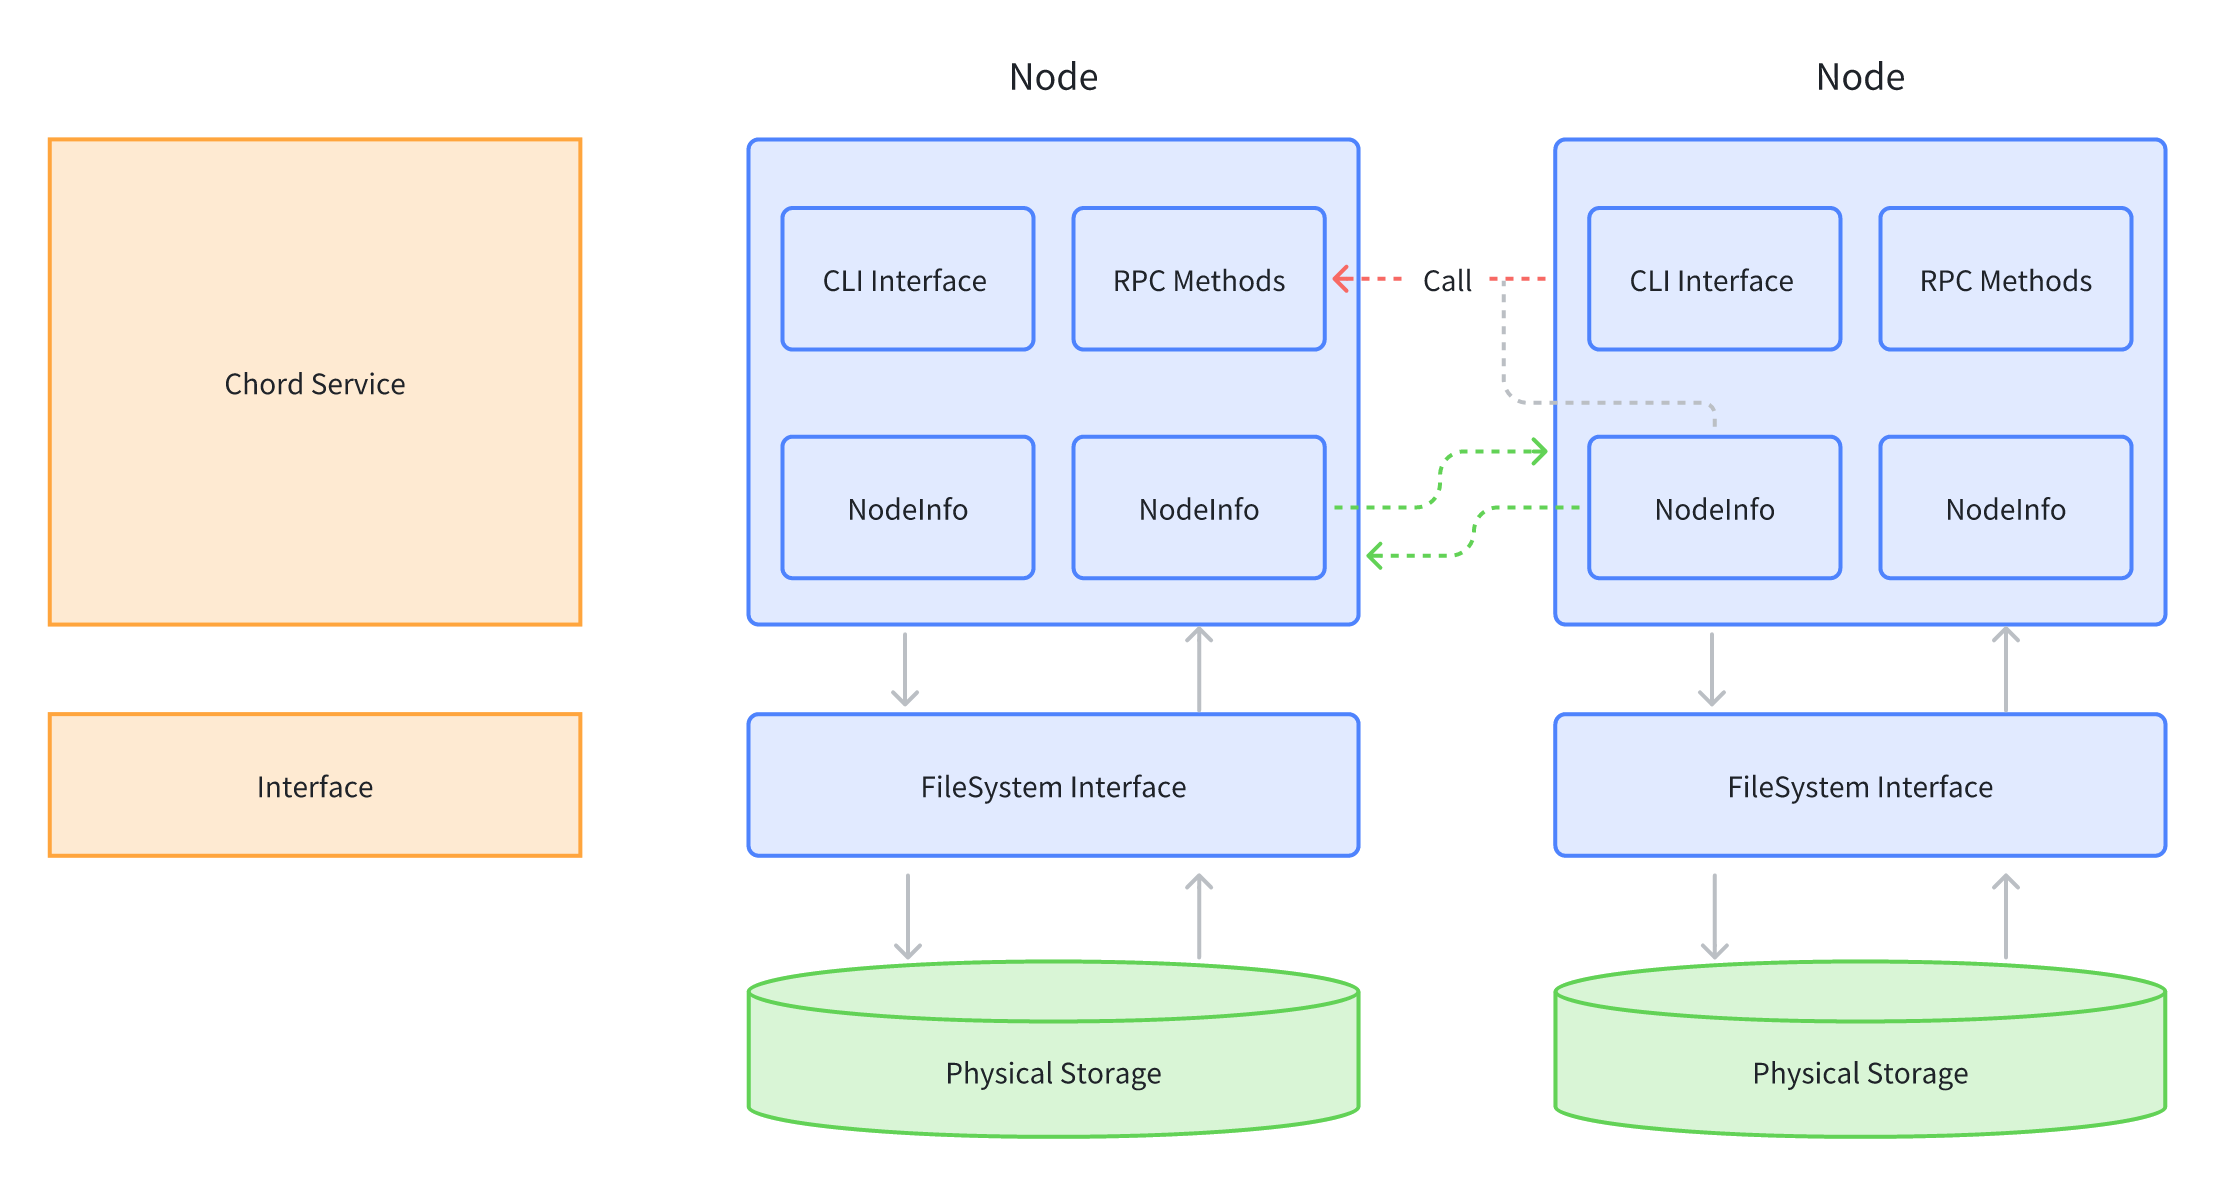 Node
Node
Chord Service
CLI Interface
RPC Methods
Call
CLI Interface
RPC Methods
NodeInfo
NodeInfo
NodeInfo
NodeInfo
Interface
FileSystem Interface
FileSystem Interface
Physical Storage
Physical Storage